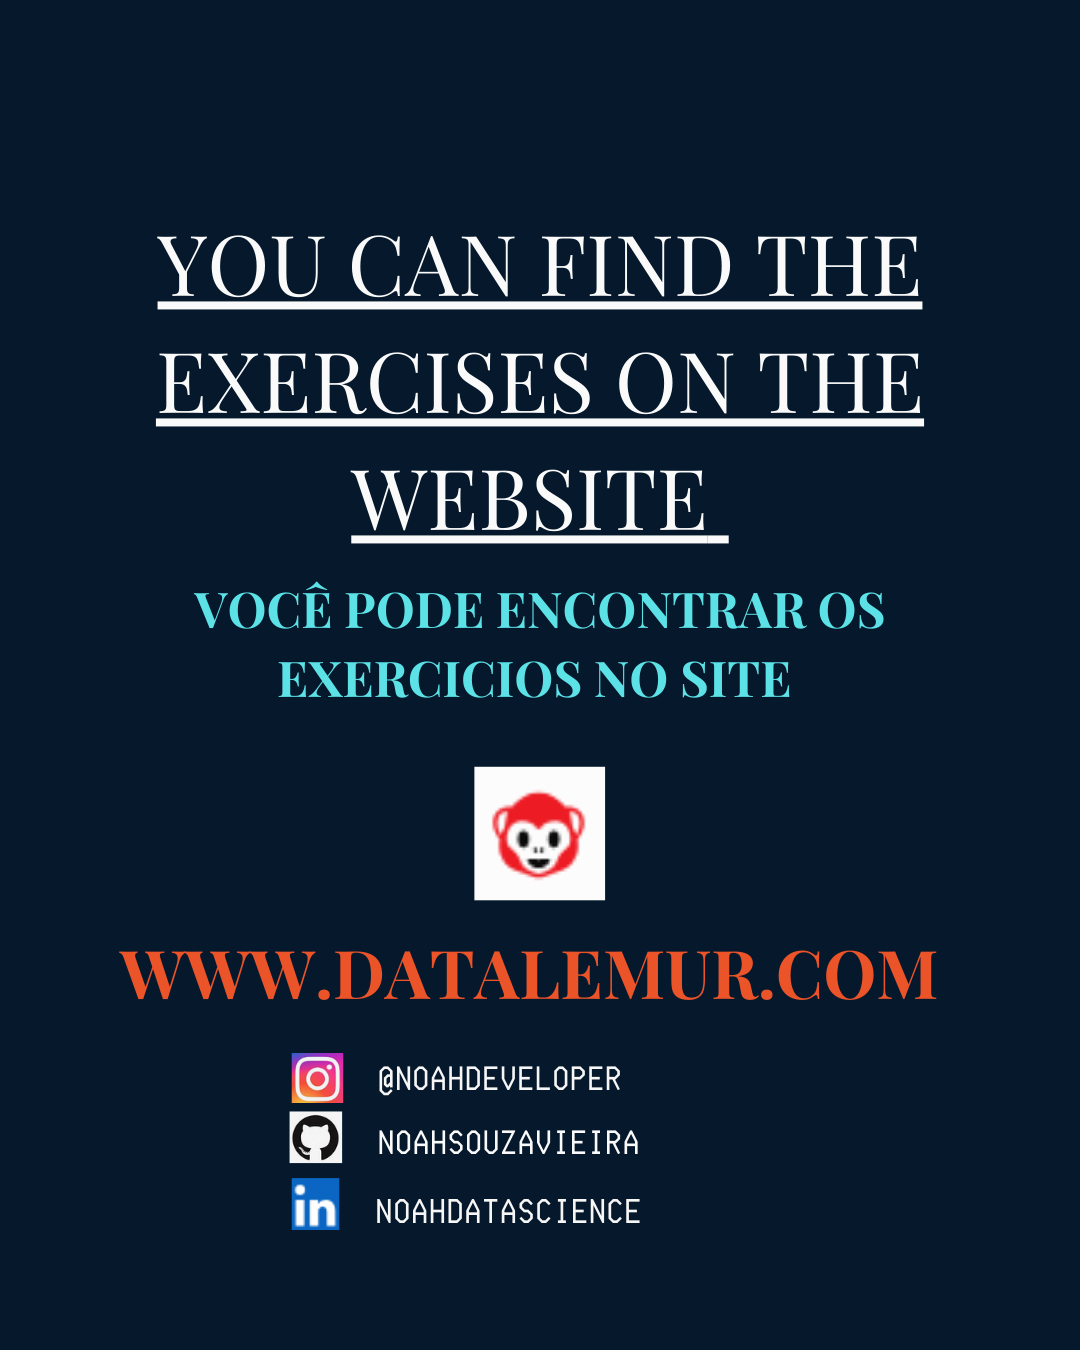 YOU CAN FIND THE
EXERCISES ON THE
WEBSITE
VOCÊ PODE ENCONTRAR OS
EXERCICIOS NO SITE
WWW.DATALEMUR.COM
@NOAHDEVELOPER
NOAHSOUZAVIEIRA
in
NOAHDATASCIENCE